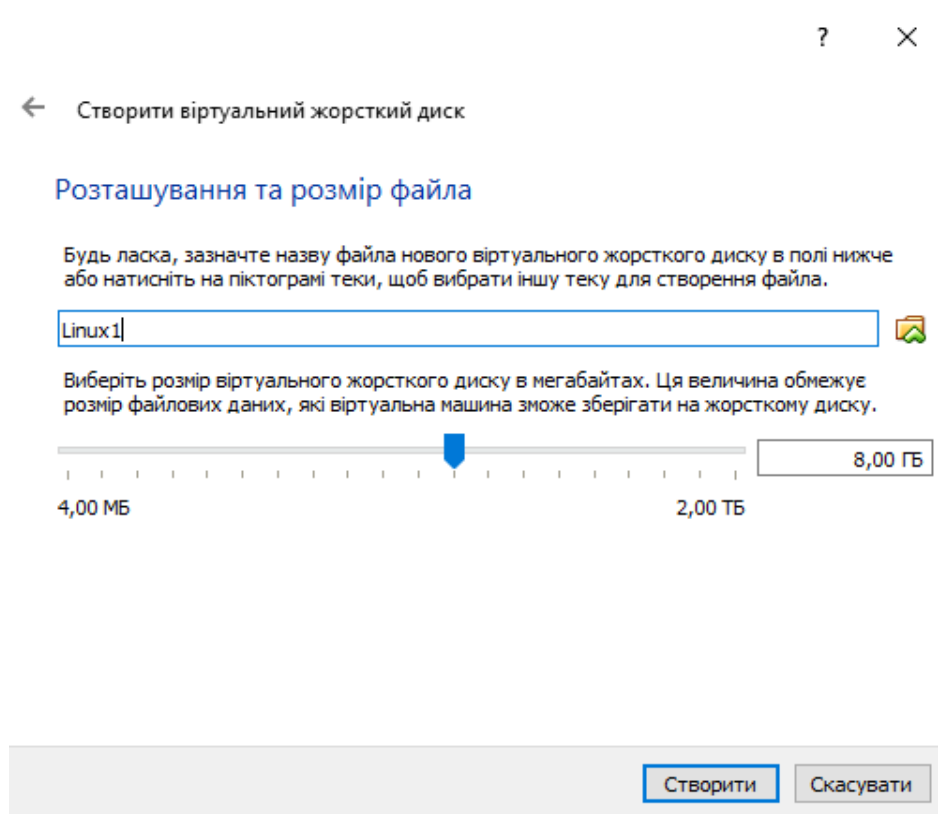 ?
Створити віртуальний жорсткий диск
Розташування та розмір файла
Будь ласка, зазначте назву файла нового віртуального жорсткого диску в полі нижче
або натисніть на піктограмі теки, щоб вибрати іншу теку для створення файла.
Linux1
Виберіть розмір віртуального жорсткого диску в мегабайтах. Ця величина обмежує
розмір файлових даних, які віртуальна машина зможе зберігати на жорсткому диску.
8,00 ГБ
4,00 МБ 2,00 ТБ
Створити Скасувати